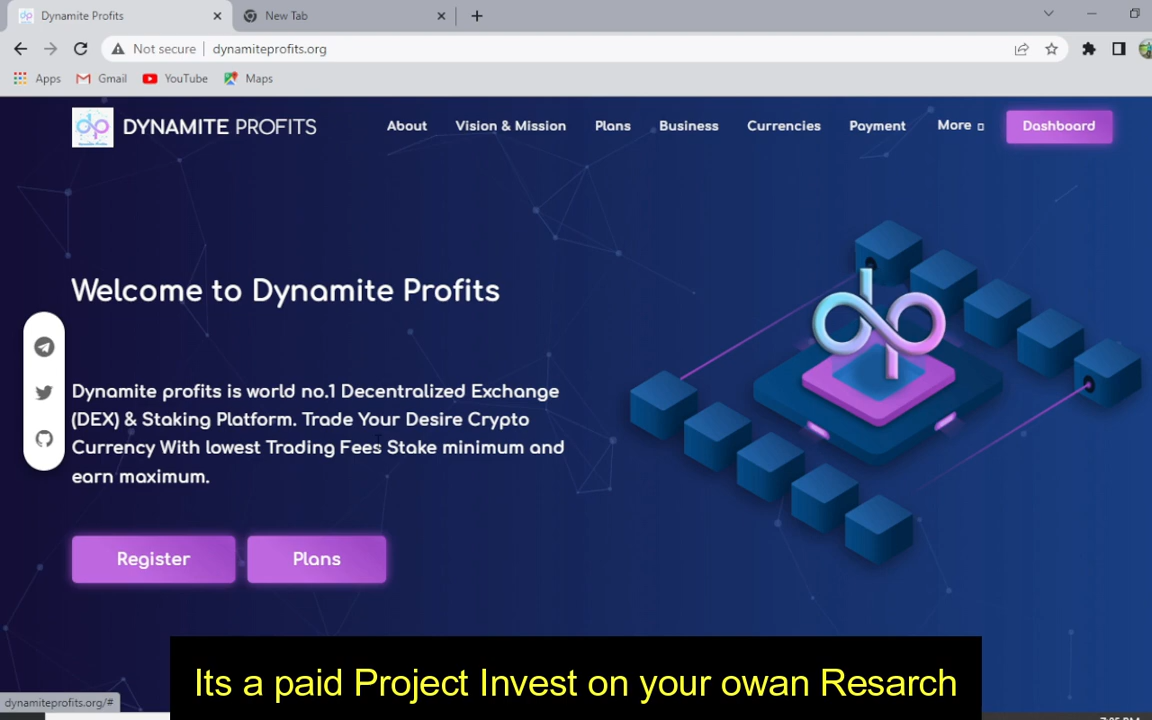 Dynamite Profits
New Tab
Not secure dynamiteprofits.org
Apps Gmail YouTube Maps
DYNAMITE PROFITS
About Vision & Mission Plans Business Currencies Payment More Dashboard
Welcome to Dynamite Profits
Dynamite profits is world no.1 Decentralized Exchange
(DEX) & Staking Platform. Trade Your Desire Crypto
Currency With lowest Trading Fees Stake minimum and
earn maximum.
Register Plans
Its a paid Project Invest on your owan Resarch
dynamiteprofits.org/#